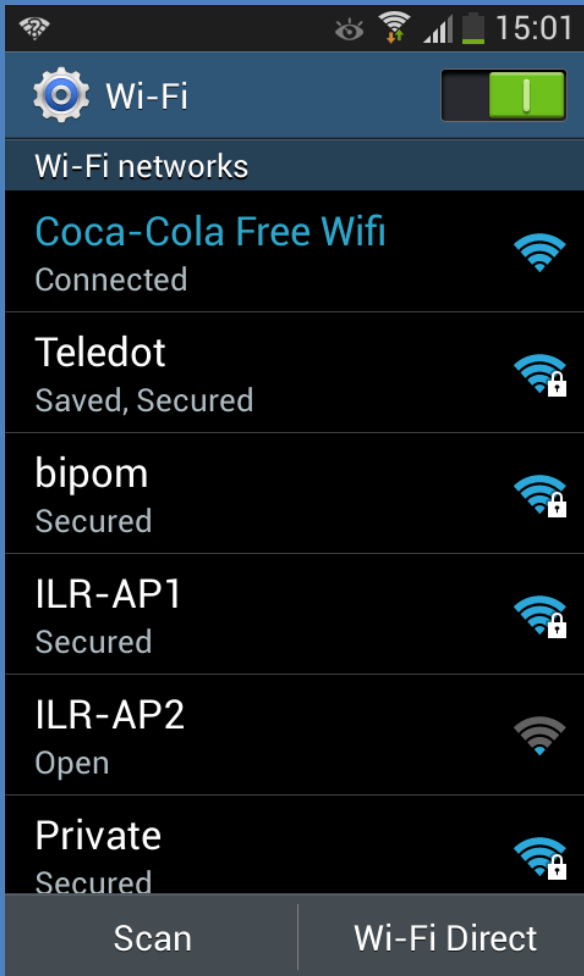 15:01
Wi-Fi
Wi-Fi networks
Coca-Cola Free Wifi
Connected
Teledot
Saved, Secured
bipom
Secured
ILR-AP1
Secured
ILR-AP2
Open
Private
Secured
Scan
Wi-Fi Direct